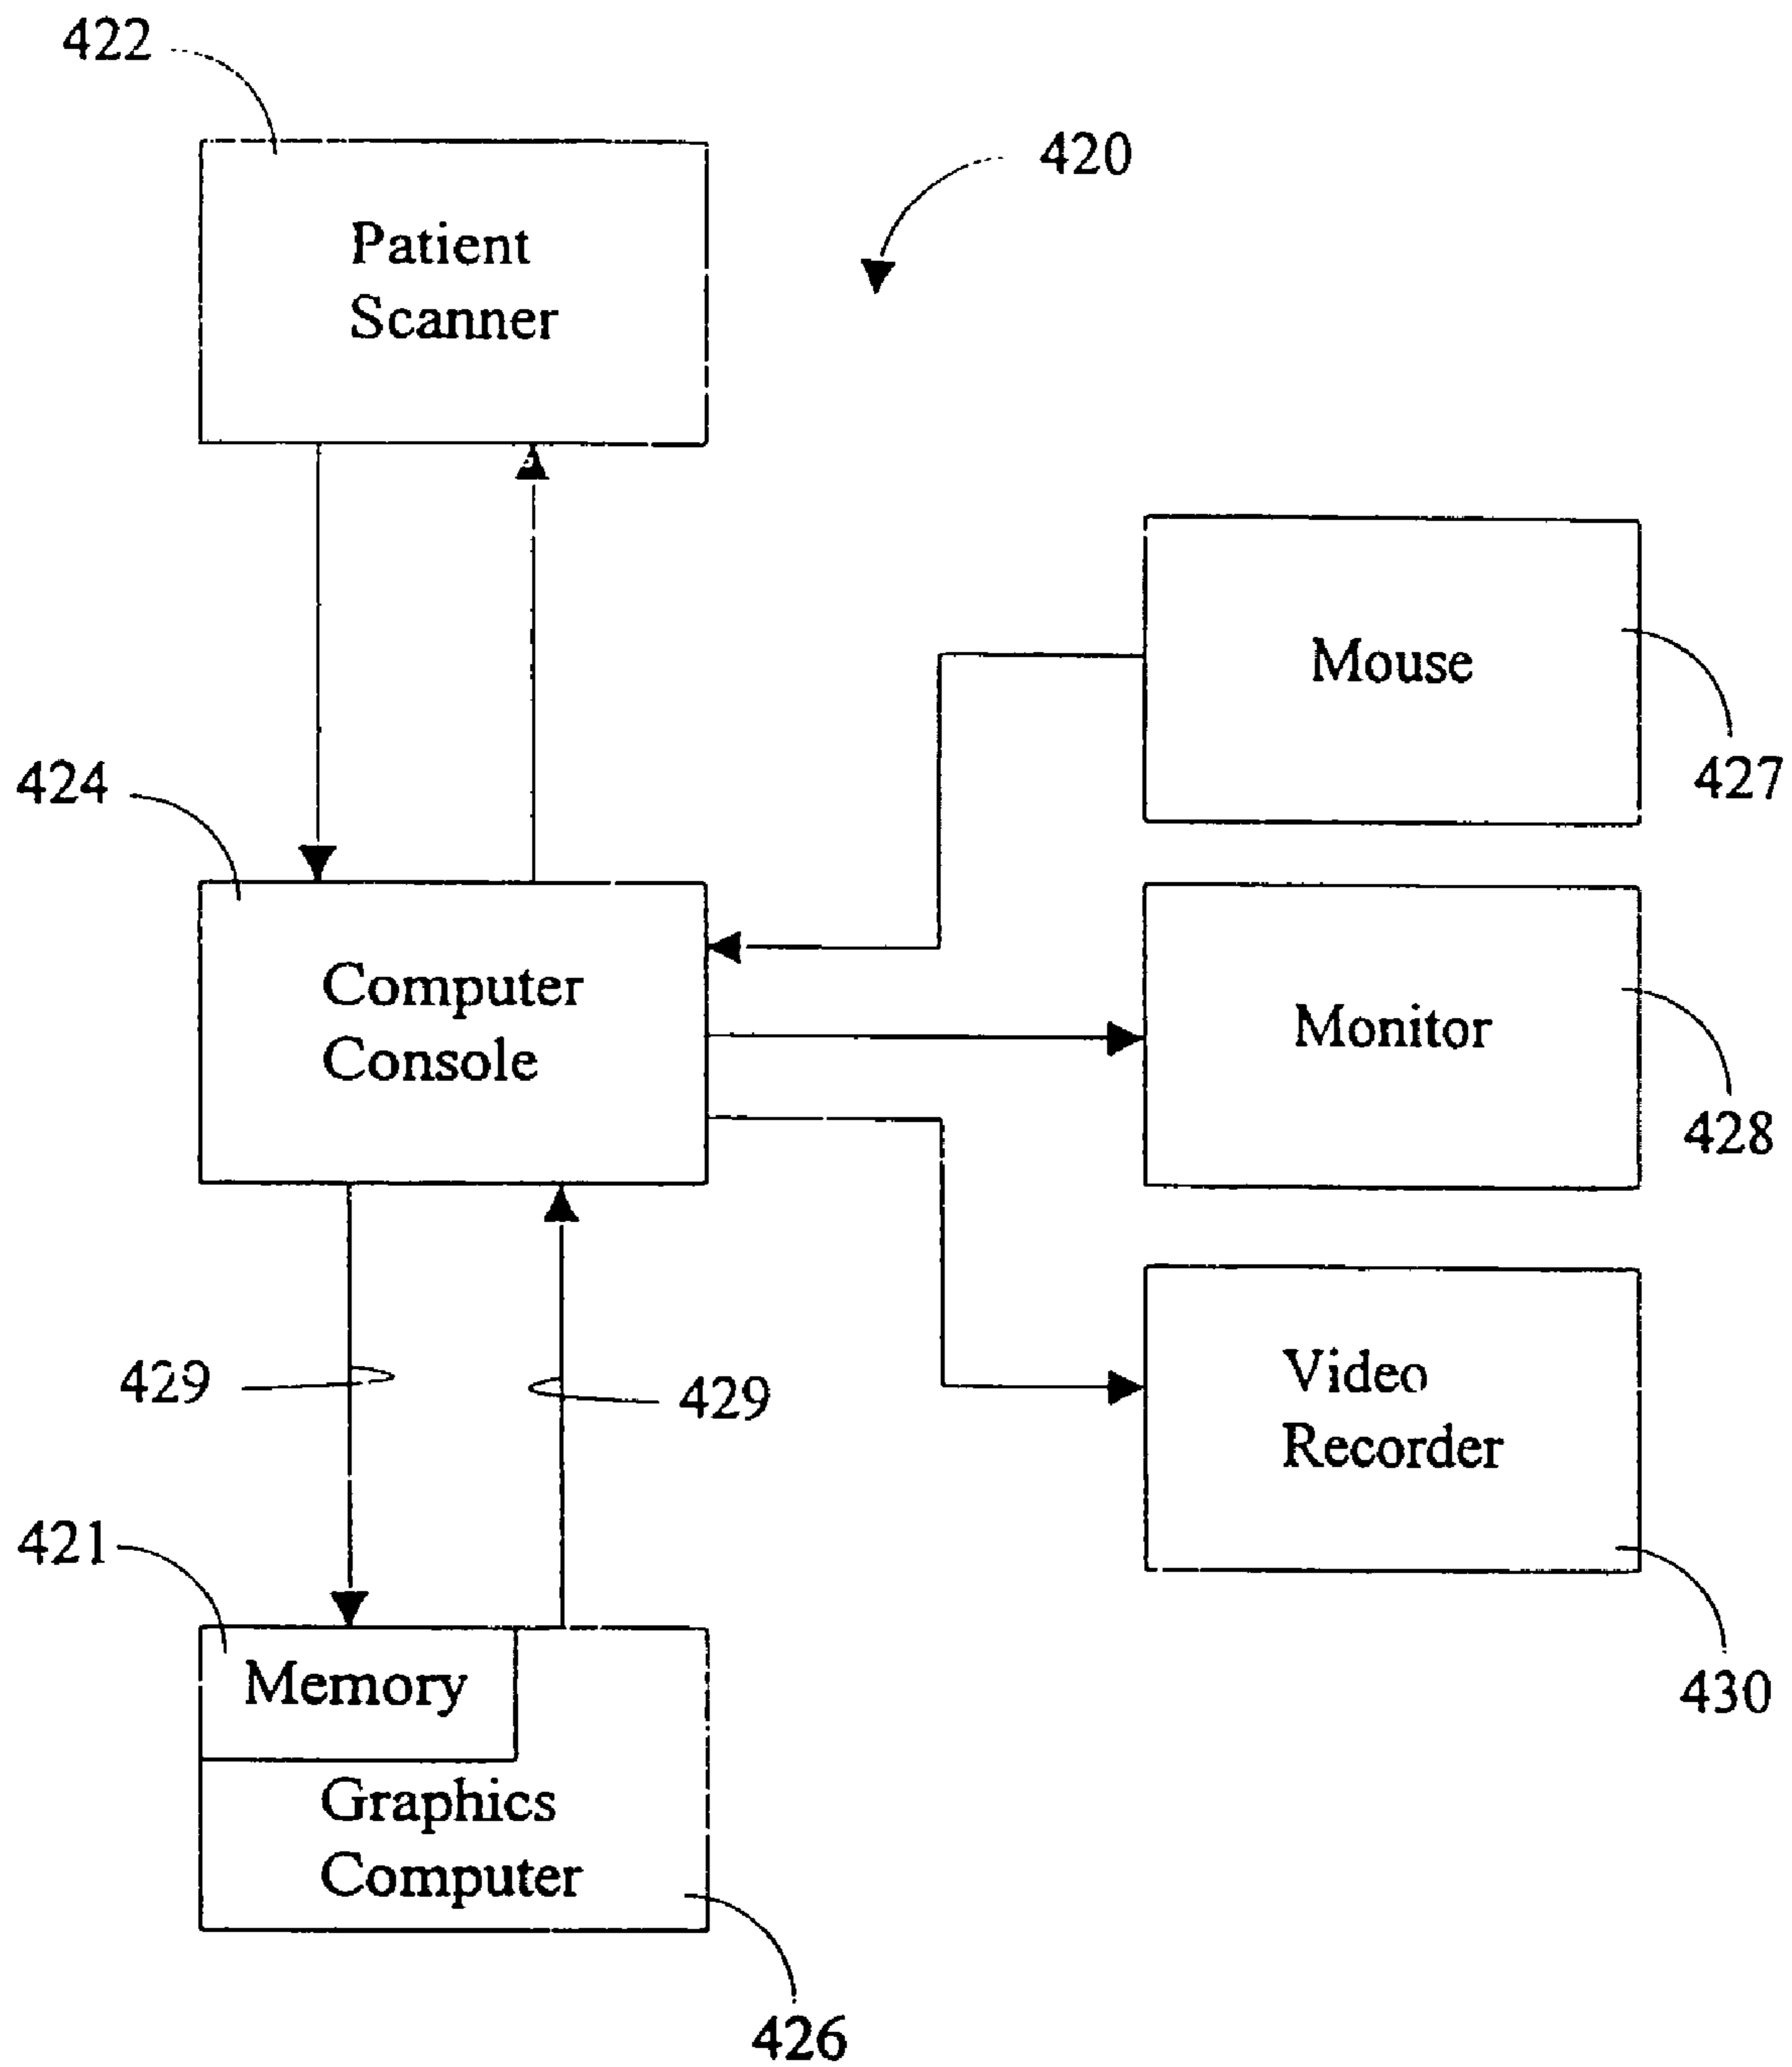 422
420
Patient
Scanner
Mouse
427
424
Computer
Console
Monitor
428
429
429
Video
Recorder
421
Memory
430
Graphics
Computer
426